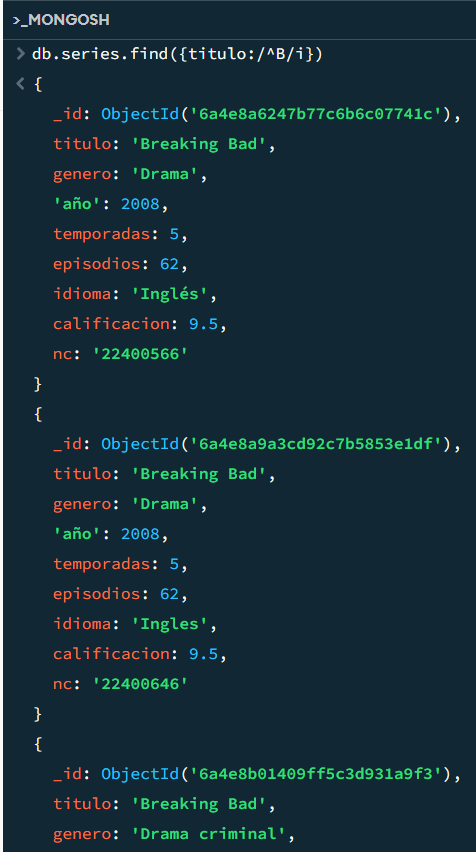 >_MONGOSH
> db.series.find({titulo:/^B/i})
< {
_id: ObjectId('6a4e8a6247b77c6b6c07741c'),
titulo: 'Breaking Bad',
genero: 'Drama',
'año': 2008,
temporadas: 5,
episodios: 62,
idioma: 'Inglés',
calificacion: 9.5,
nc: '22400566'
}
{
_id: ObjectId('6a4e8a9a3cd92c7b5853e1df'),
titulo: 'Breaking Bad',
genero: 'Drama',
'año': 2008,
temporadas: 5,
episodios: 62,
idioma: 'Ingles',
calificacion: 9.5,
nc: '22400646'
}
{
_id: ObjectId('6a4e8b01409ff5c3d931a9f3'),
titulo: 'Breaking Bad',
genero: 'Drama criminal',